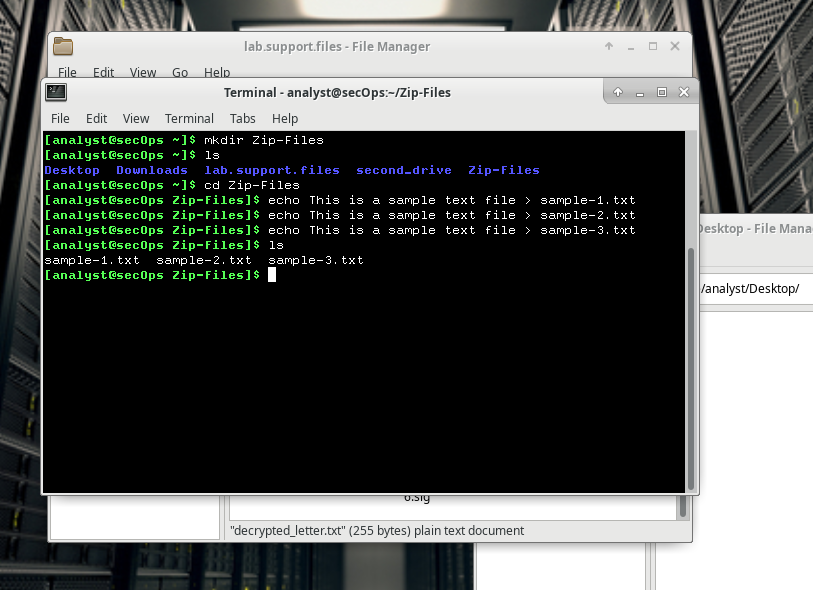 lab.support.files - File Manager
File Edit View Go Help
Terminal - analyst@secOps:~/Zip-Files
File Edit View Terminal Tabs Help
[analyst@secOps ~]$ mkdir Zip-Files
[analyst@secOps ~]$ ls
Desktop Downloads lab.support.files second_drive Zip-Files
[analyst@secOps ~]$ cd Zip-Files
[analyst@secOps Zip-Files]$ echo This is a sample text file > sample-1.txt
[analyst@secOps Zip-Files]$ echo This is a sample text file > sample-2.txt
[analyst@secOps Zip-Files]$ echo This is a sample text file > sample-3.txt
[analyst@secOps Zip-Files]$ ls
sample-1.txt sample-2.txt sample-3.txt
[analyst@secOps Zip-Files]$
Desktop - File Mana
/analyst/Desktop/
6.sig
"decrypted_letter.txt" (255 bytes) plain text document